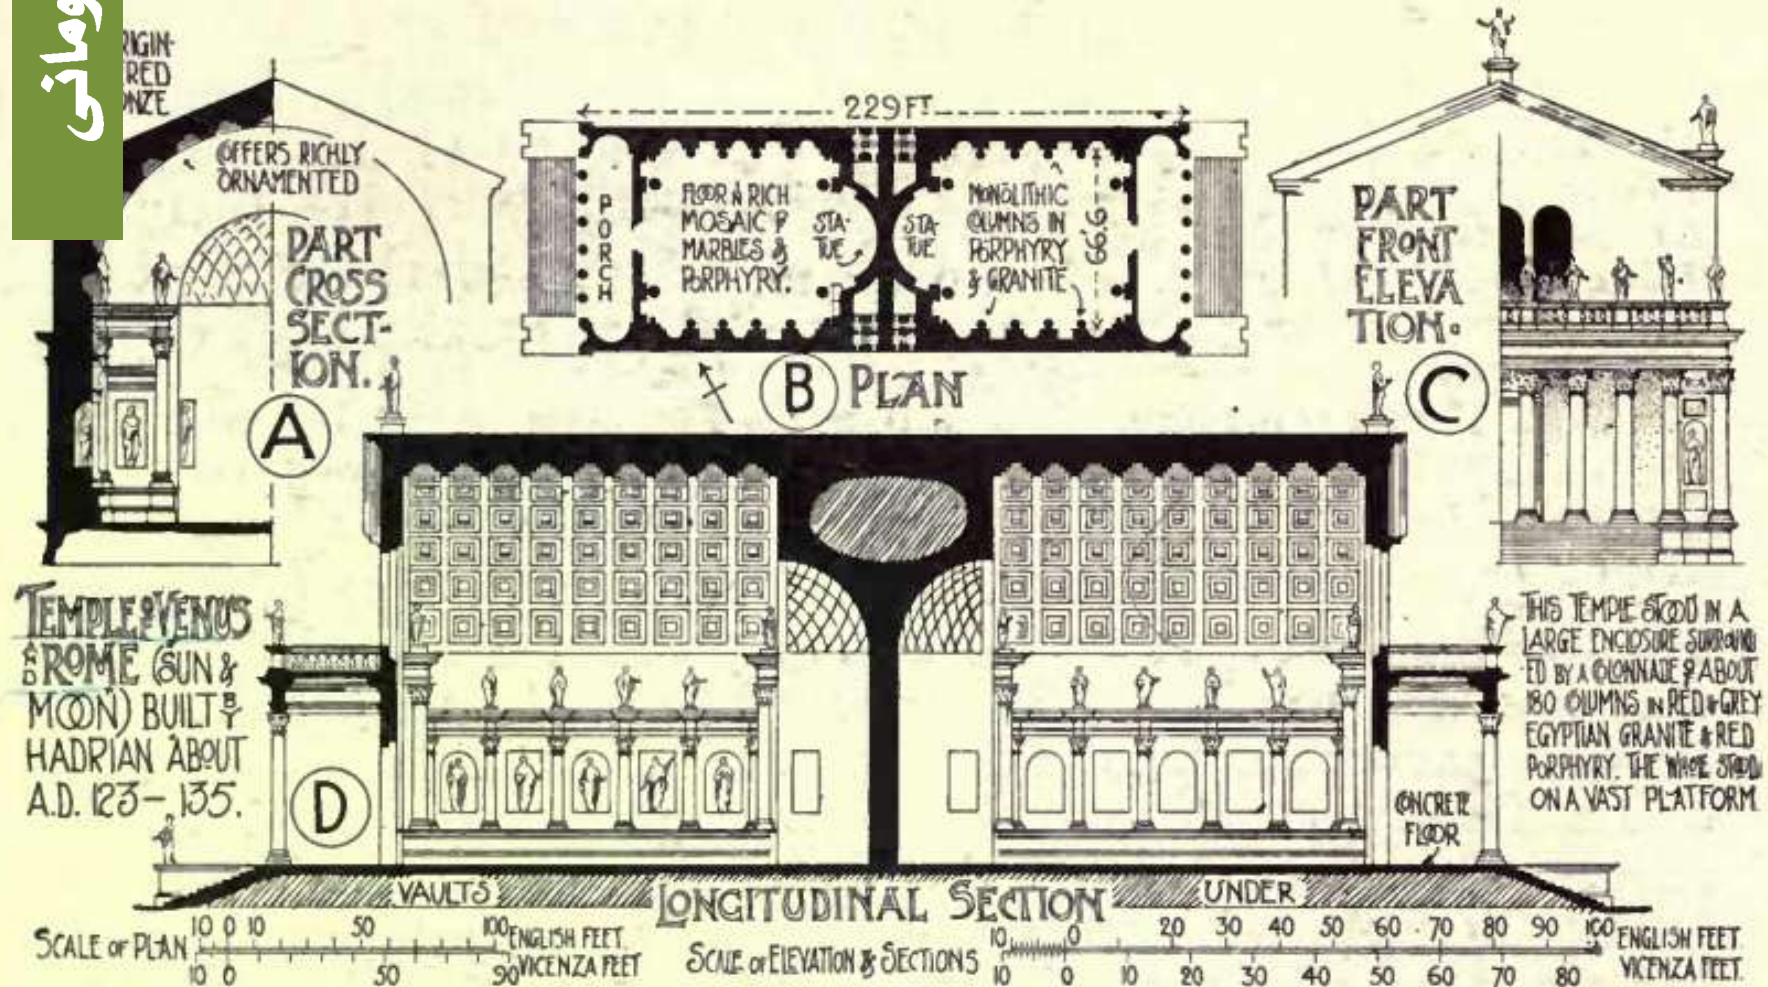 RIGIN-
RED
ONZE
OFFERS RICHLY
ORNAMENTED
PART
CROSS
SECT-
ION.
A
229 FT.
PORCH
FLOOR IN RICH
MOSAIC OF
MARBLES &
PORPHYRY.
STA-
TUE
STA-
TUE
MONOLITHIC
COLUMNS IN
PORPHYRY
& GRANITE
66'.6
B PLAN
PART
FRONT
ELEVA
TION.
C
TEMPLE OF VENUS
AND ROME (SUN &
MOON) BUILT BY
HADRIAN ABOUT
A.D. 123-135.
D
THIS TEMPLE STOOD IN A
LARGE ENCLOSURE SURROUND
ED BY A COLONNADE OF ABOUT
180 COLUMNS IN RED & GREY
EGYPTIAN GRANITE & RED
PORPHYRY. THE WHOLE STOOD
ON A VAST PLATFORM
CONCRETE
FLOOR
VAULTS LONGITUDINAL SECTION UNDER
SCALE OF PLAN
10 0 10 50 100 ENGLISH FEET.
10 0 50 90 VICENZA FEET
SCALE OF ELEVATION & SECTIONS
10 0 20 30 40 50 60 70 80 90 100 ENGLISH FEET.
10 0 10 20 30 40 50 60 70 80 VICENZA FEET.